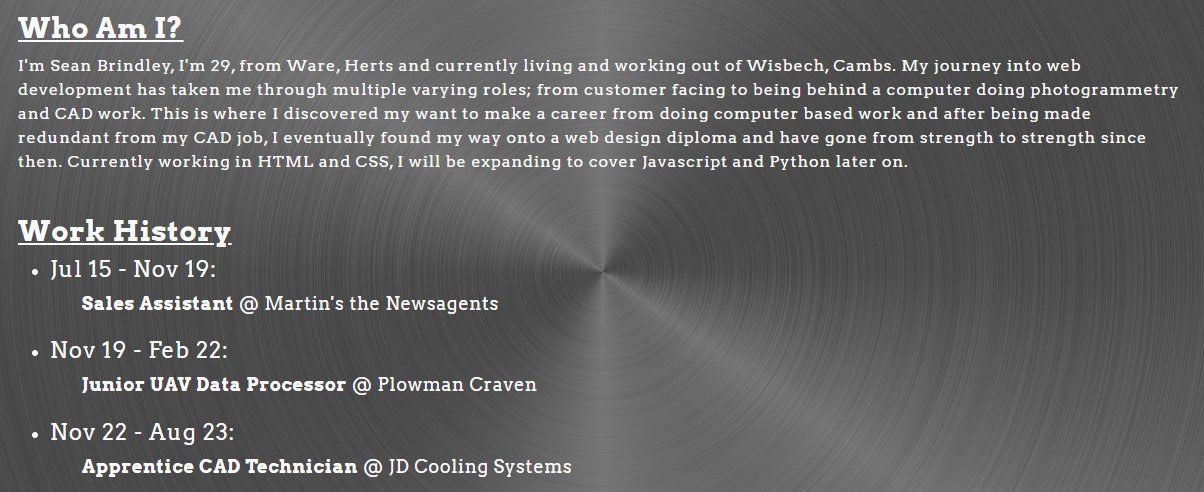 Who Am I?
I'm Sean Brindley, I'm 29, from Ware, Herts and currently living and working out of Wisbech, Cambs. My journey into web
development has taken me through multiple varying roles; from customer facing to being behind a computer doing photogrammetry
and CAD work. This is where I discovered my want to make a career from doing computer based work and after being made
redundant from my CAD job, I eventually found my way onto a web design diploma and have gone from strength to strength since
then. Currently working in HTML and CSS, I will be expanding to cover Javascript and Python later on.
Work History
• Jul 15 - Nov 19:
Sales Assistant @ Martin's the Newsagents
• Nov 19 - Feb 22:
Junior UAV Data Processor @ Plowman Craven
• Nov 22 - Aug 23:
Apprentice CAD Technician @ JD Cooling Systems